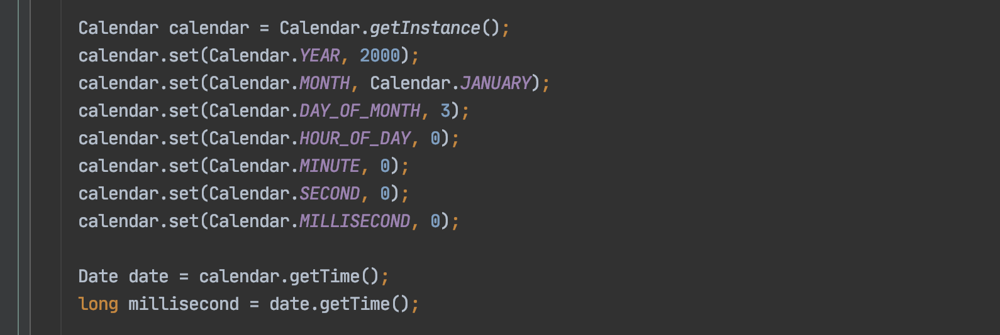 Calendar calendar = Calendar.getInstance();
calendar.set(Calendar.YEAR, 2000);
calendar.set(Calendar.MONTH, Calendar.JANUARY);
calendar.set(Calendar.DAY_OF_MONTH, 3);
calendar.set(Calendar.HOUR_OF_DAY, 0);
calendar.set(Calendar.MINUTE, 0);
calendar.set(Calendar.SECOND, 0);
calendar.set(Calendar.MILLISECOND, 0);
Date date = calendar.getTime();
long millisecond = date.getTime();